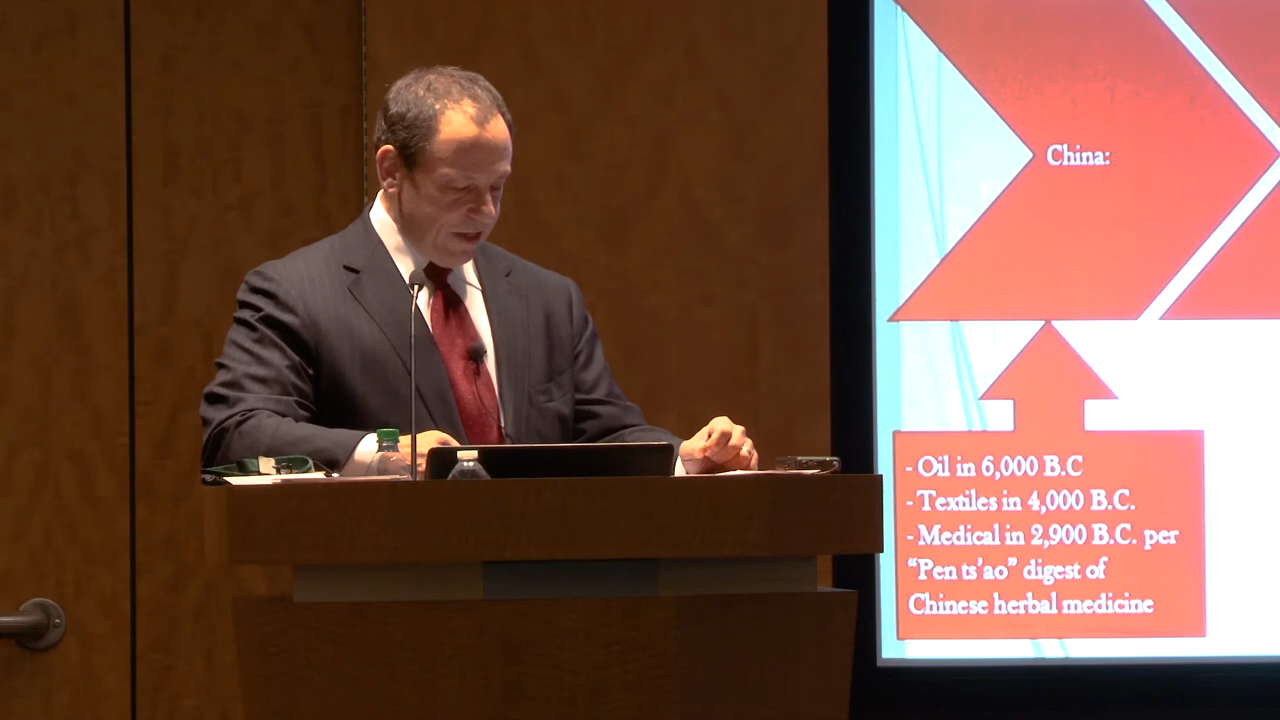 China:
- Oil in 6,000 B.C
- Textiles in 4,000 B.C.
- Medical in 2,900 B.C. per
“Pen ts’ao” digest of
Chinese herbal medicine